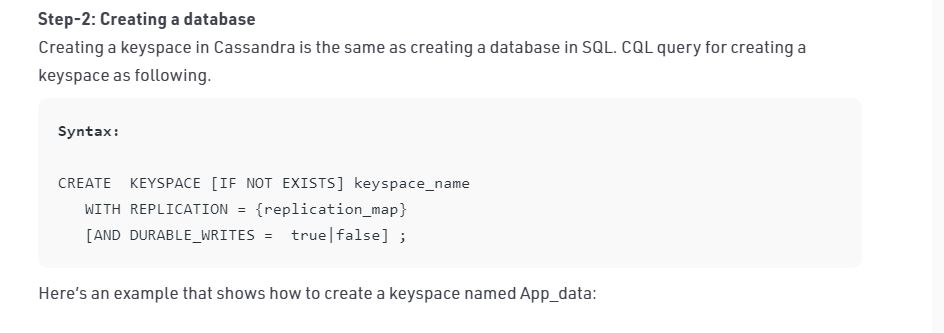 Step-2: Creating a database
Creating a keyspace in Cassandra is the same as creating a database in SQL. CQL query for creating a
keyspace as following.
Syntax:
CREATE  KEYSPACE [IF NOT EXISTS] keyspace_name
   WITH REPLICATION = {replication_map}
   [AND DURABLE_WRITES =  true|false] ;
Here's an example that shows how to create a keyspace named App_data: